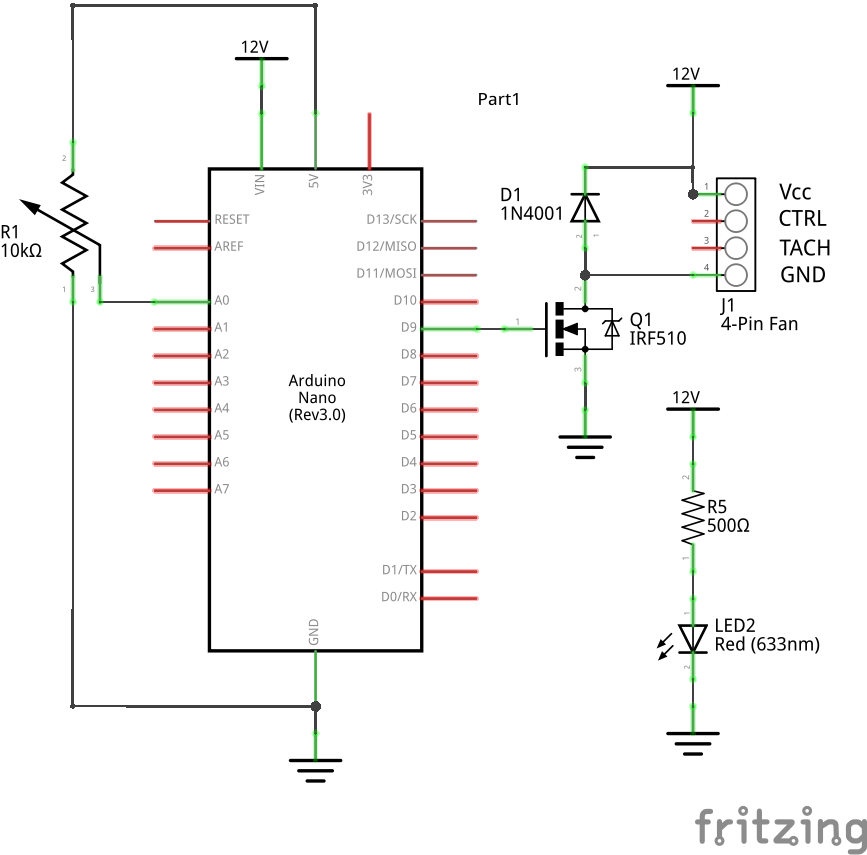 12V
12V
Part1
2
VIN
5V
3V3
D1
1N4001
1
Vcc
2
CTRL
3
TACH
4
GND
2
1
R1
10kΩ
1
3
RESET
AREF
A0
A1
A2
A3
A4
A5
A6
A7
D13/SCK
D12/MISO
D11/MOSI
D10
D9
D8
D7
D6
D5
D4
D3
D2
D1/TX
D0/RX
Arduino
Nano
(Rev3.0)
GND
2
1
3
Q1
IRF510
J1
4-Pin Fan
12V
2
R5
500Ω
1
1
LED2
Red (633nm)
2
fritzing